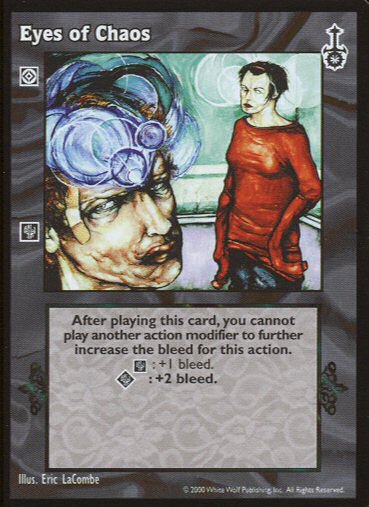 Eyes of Chaos
After playing this card, you cannot
play another action modifier to further
increase the bleed for this action.
: +1 bleed.
: +2 bleed.
Illus. Eric LaCombe
©2000 White Wolf Publishing, Inc. All Rights Reserved.